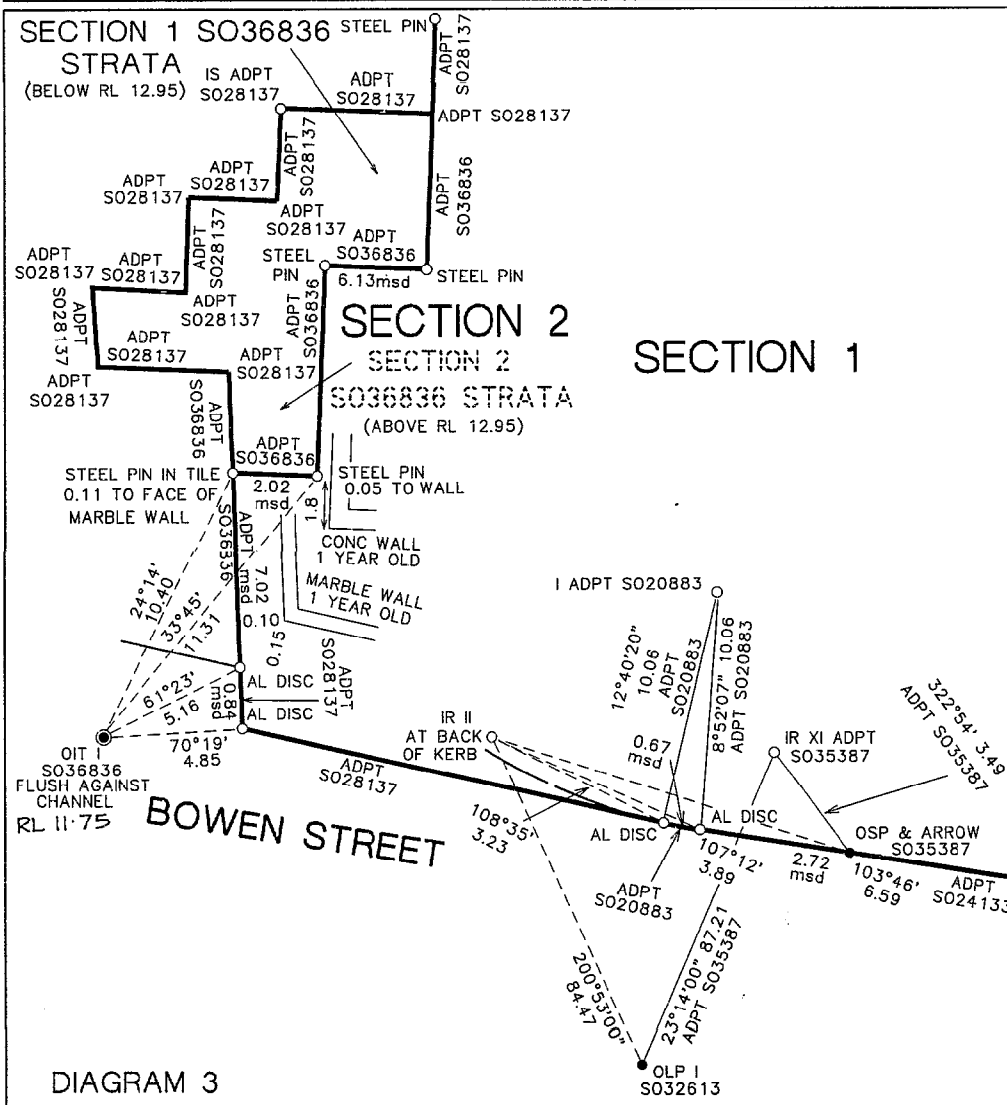 SECTION 1 SO36836
STRATA
(BELOW RL 12.95)
STEEL PIN
ADPT
SO28137
IS ADPT
SO28137
ADPT
SO28137
ADPT SO28137
ADPT
SO28137
ADPT
SO28137
ADPT
SO28137
ADPT
SO28137
ADPT
SO36836
ADPT
SO28137
STEEL
PIN
ADPT
SO36836
6.13msd
STEEL PIN
ADPT
SO28137
ADPT
SO28137
ADPT
SO28137
ADPT
SO28137
ADPT
SO28137
ADPT
SO36836
SECTION 2
SECTION 1
ADPT
SO28137
ADPT
SO28137
ADPT
SO28137
SECTION 2
SO36836 STRATA
(ABOVE RL 12.95)
ADPT
SO36836
ADPT
SO36836
STEEL PIN IN TILE
0.11 TO FACE OF
MARBLE WALL
2.02
msd
STEEL PIN
0.05 TO WALL
1.8
CONC WALL
1 YEAR OLD
MARBLE WALL
1 YEAR OLD
ADPT
SO36336
7.02
msd
0.10
0.15
24°14'
10.40
33°45'
11.31
61°23'
5.16
70°19'
4.85
AL DISC
0.84
msd
AL DISC
ADPT
SO28137
OIT I
SO36836
FLUSH AGAINST
CHANNEL
RL 11.75
BOWEN STREET
ADPT
SO28137
IR II
AT BACK
OF KERB
I ADPT SO20883
12°40'20"
10.06
ADPT
SO20883
8°52'07" 10.06
ADPT SO20883
0.67
msd
IR XI ADPT
SO35387
322°54' 3.49
ADPT SO35387
108°35'
3.23
AL DISC
AL DISC
107°12'
3.89
2.72
msd
OSP & ARROW
SO35387
103°46'
6.59
ADPT
SO24133
ADPT
SO20883
200°53'00"
84.47
23°14'00" 87.21
ADPT SO35387
OLP I
SO32613
DIAGRAM 3